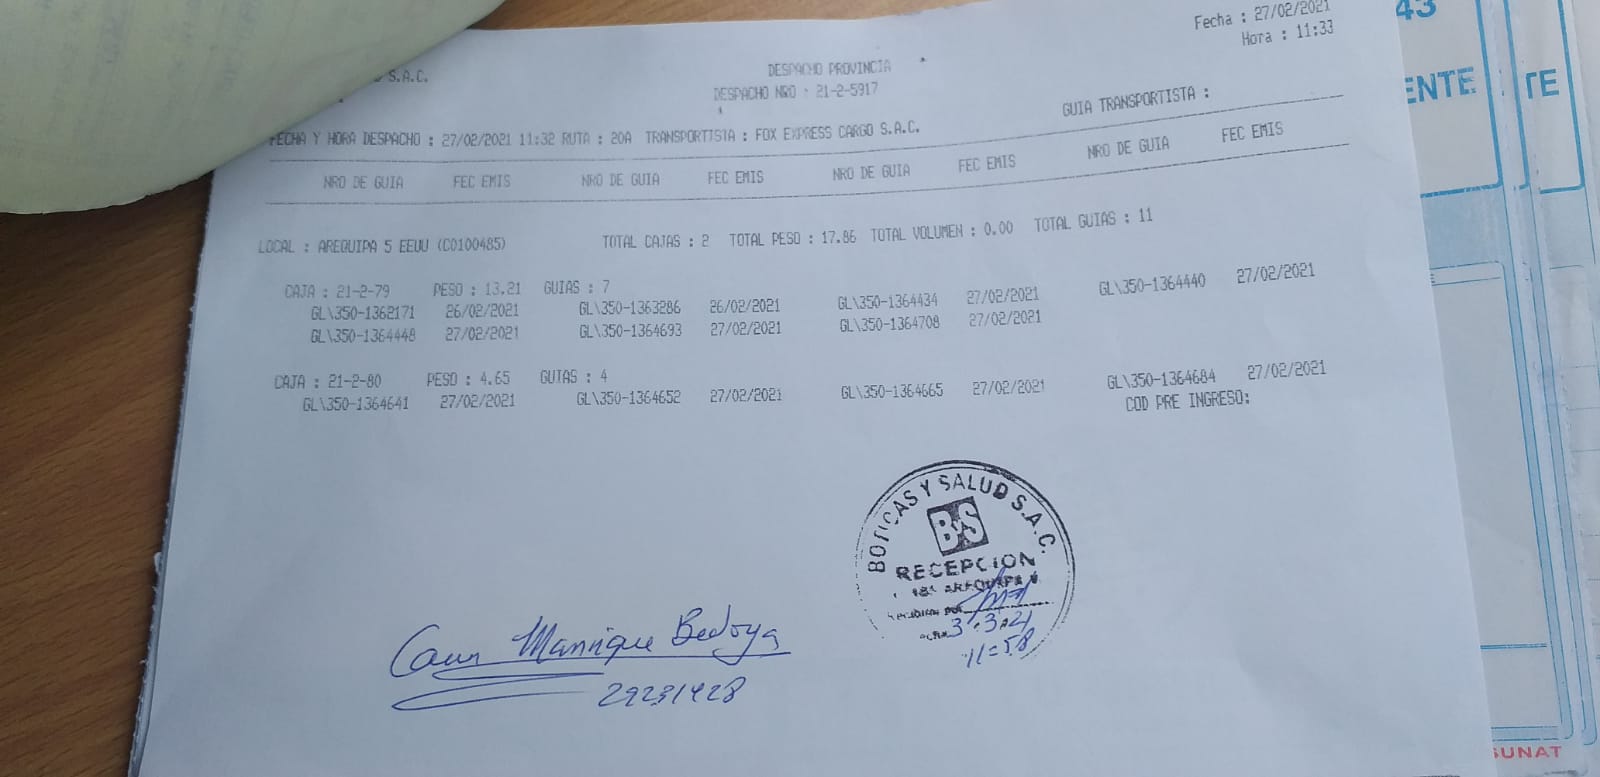 Fecha : 27/02/2021
Hora : 11:33
S.A.C.
DESPACHO PROVINCIA
DESPACHO NRO : 21-2-5917
GUIA TRANSPORTISTA :
FECHA Y HORA DESPACHO : 27/02/2021 11:32 RUTA : 20A TRANSPORTISTA : FOX EXPRESS CARGO S.A.C.
NRO DE GUIA FEC EMIS NRO DE GUIA FEC EMIS NRO DE GUIA FEC EMIS NRO DE GUIA FEC EMIS
LOCAL : AREQUIPA 5 EEUU (C0100485) TOTAL CAJAS : 2 TOTAL PESO : 17.86 TOTAL VOLUMEN : 0.00 TOTAL GUIAS : 11
CAJA : 21-2-79 PESO : 13.21 GUIAS : 7
GL\350-1362171 26/02/2021 GL\350-1363286 26/02/2021 GL\350-1364434 27/02/2021 GL\350-1364440 27/02/2021
GL\350-1364448 27/02/2021 GL\350-1364693 27/02/2021 GL\350-1364708 27/02/2021
CAJA : 21-2-80 PESO : 4.65 GUIAS : 4
GL\350-1364641 27/02/2021 GL\350-1364652 27/02/2021 GL\350-1364665 27/02/2021 GL\350-1364684 27/02/2021
COD PRE INGRESO:
BOTICAS Y SALUD S.A.C.
B&S
RECEPCION
AREQUIPA
3.3.21
11=58
Manrique Bedoya
29231428
43
ENTE
TE
SUNAT